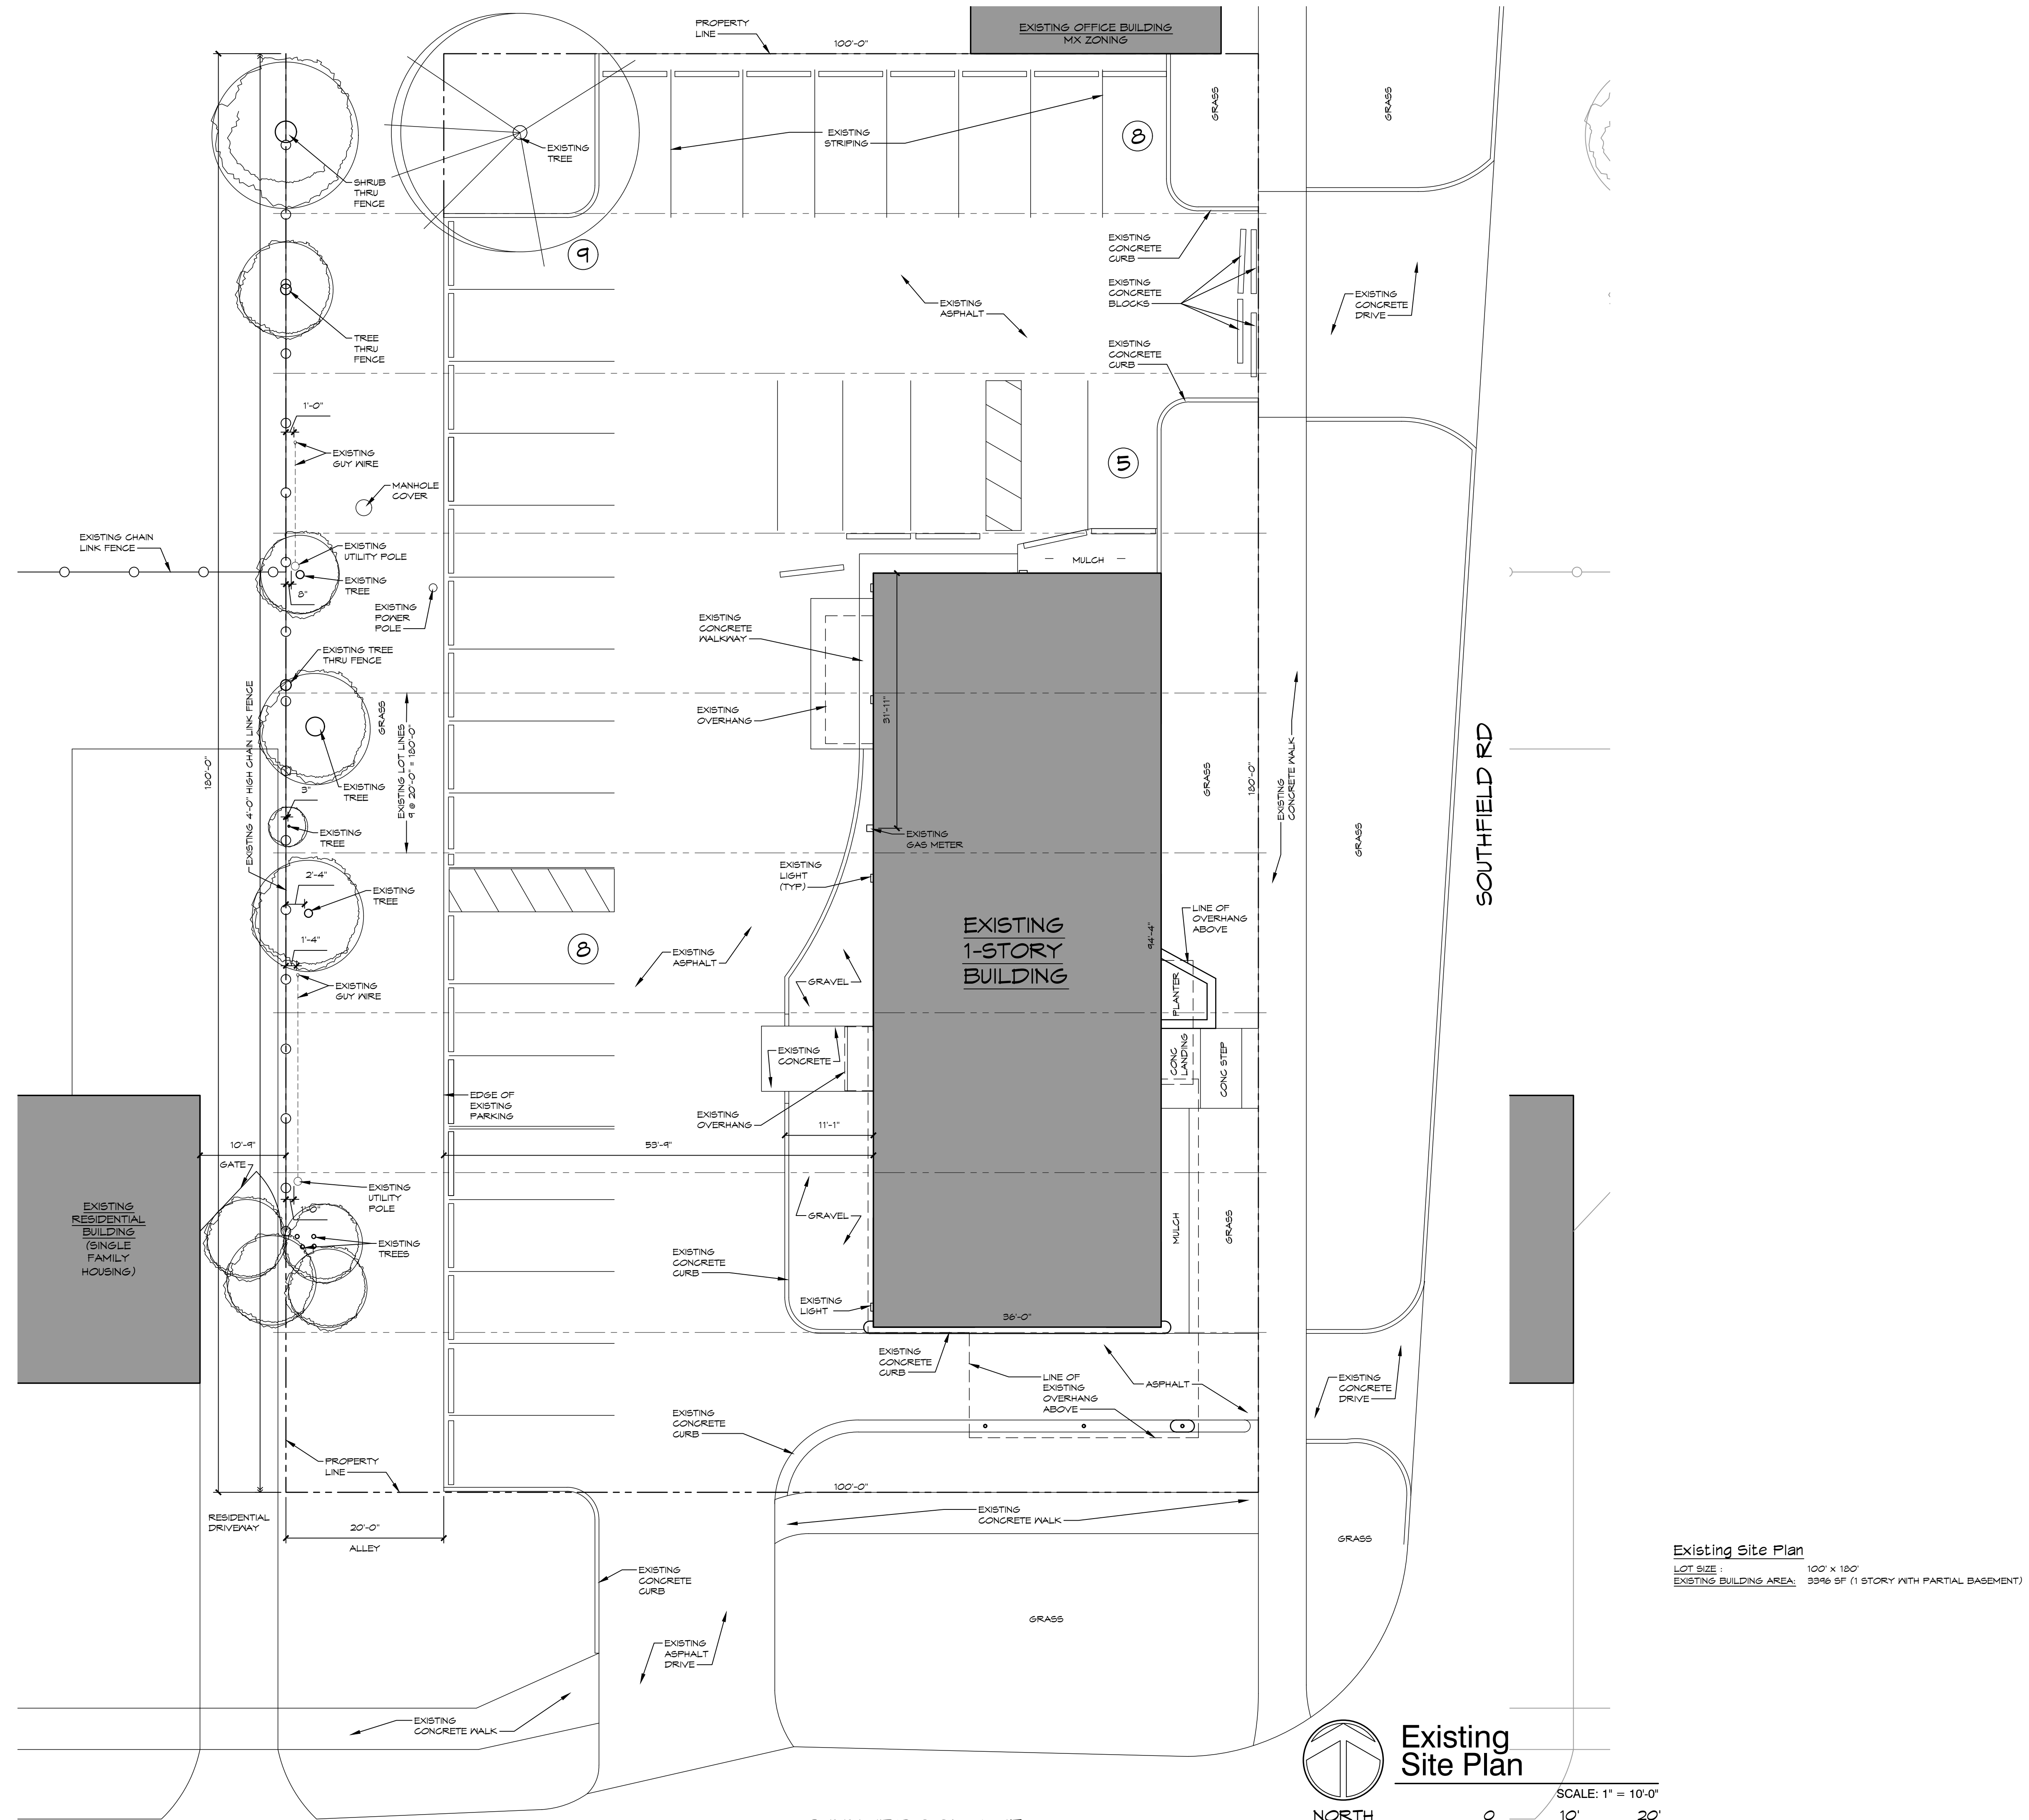 PROPERTY
LINE
100'-0"
EXISTING OFFICE BUILDING
MX ZONING
GRASS
GRASS
EXISTING
STRIPING
8
EXISTING
TREE
SHRUB
THRU
FENCE
9
EXISTING
CONCRETE
CURB
EXISTING
CONCRETE
BLOCKS
EXISTING
ASPHALT
EXISTING
CONCRETE
DRIVE
TREE
THRU
FENCE
EXISTING
CONCRETE
CURB
1'-0"
EXISTING
GUY WIRE
5
MANHOLE
COVER
EXISTING CHAIN
LINK FENCE
EXISTING
UTILITY POLE
EXISTING
TREE
8"
EXISTING
POWER
POLE
MULCH
EXISTING
CONCRETE
WALKWAY
EXISTING TREE
THRU FENCE
EXISTING
OVERHANG
31'-11"
180'-0"
EXISTING 4'-0" HIGH CHAIN LINK FENCE
GRASS
EXISTING LOT LINES
9 @ 20'-0" = 180'-0"
EXISTING
TREE
3"
EXISTING
TREE
EXISTING
GAS METER
GRASS
180'-0"
EXISTING
CONCRETE WALK
GRASS
SOUTHFIELD RD
2'-4"
EXISTING
TREE
EXISTING
LIGHT
(TYP)
1'-4"
8
EXISTING
ASPHALT
EXISTING
1-STORY
BUILDING
94'-4"
LINE OF
OVERHANG
ABOVE
EXISTING
GUY WIRE
GRAVEL
PLANTER
EXISTING
CONCRETE
CONC
LANDING
CONC STEP
EDGE OF
EXISTING
PARKING
EXISTING
OVERHANG
11'-1"
10'-9"
53'-9"
GATE
EXISTING
UTILITY
POLE
1'-0"
EXISTING
RESIDENTIAL
BUILDING
(SINGLE
FAMILY
HOUSING)
EXISTING
TREES
GRAVEL
MULCH
GRASS
EXISTING
CONCRETE
CURB
EXISTING
LIGHT
36'-0"
EXISTING
CONCRETE
CURB
LINE OF
EXISTING
OVERHANG
ABOVE
ASPHALT
EXISTING
CONCRETE
DRIVE
EXISTING
CONCRETE
CURB
PROPERTY
LINE
100'-0"
RESIDENTIAL
DRIVEWAY
20'-0"
ALLEY
EXISTING
CONCRETE WALK
GRASS
EXISTING
CONCRETE
CURB
GRASS
EXISTING
ASPHALT
DRIVE
EXISTING
CONCRETE WALK
Existing Site Plan
LOT SIZE : 100' x 180'
EXISTING BUILDING AREA: 3396 SF (1 STORY WITH PARTIAL BASEMENT)
Existing
Site Plan
SCALE: 1" = 10'-0"
NORTH
0 10' 20'